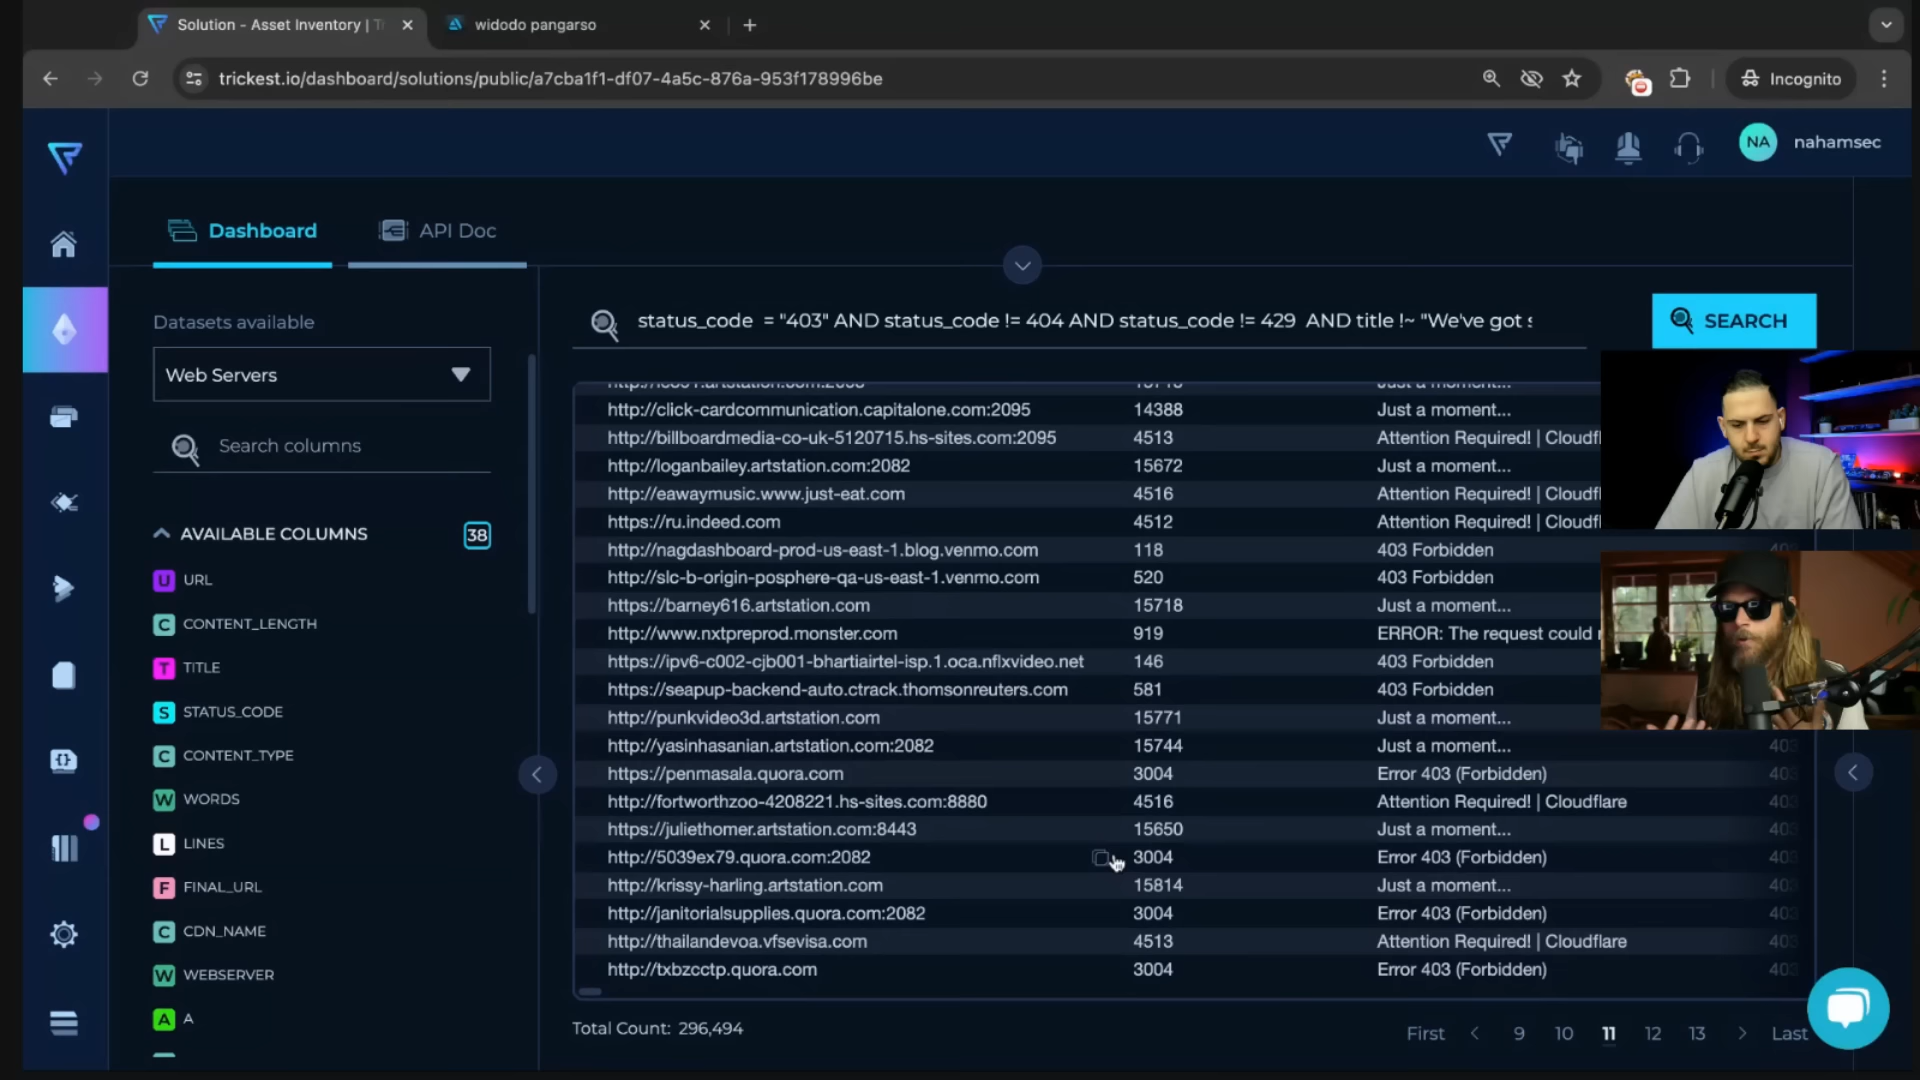 Solution - Asset Inventory | Tr
widodo pangarso
trickest.io/dashboard/solutions/public/a7cba1f1-df07-4a5c-876a-953f178996be
Incognito
NA
nahamsec
Dashboard
API Doc
Datasets available
Web Servers
Search columns
AVAILABLE COLUMNS
38
U URL
C CONTENT_LENGTH
T TITLE
S STATUS_CODE
C CONTENT_TYPE
W WORDS
L LINES
F FINAL_URL
C CDN_NAME
W WEBSERVER
A A
status_code = "403" AND status_code != 404 AND status_code != 429 AND title !~ "We've got s
SEARCH
http://click-cardcommunication.capitalone.com:2095 14388 Just a moment...
http://billboardmedia-co-uk-5120715.hs-sites.com:2095 4513 Attention Required! | Cloudfl
http://loganbailey.artstation.com:2082 15672 Just a moment...
http://eawaymusic.www.just-eat.com 4516 Attention Required! | Cloudfl
https://ru.indeed.com 4512 Attention Required! | Cloudfl
http://nagdashboard-prod-us-east-1.blog.venmo.com 118 403 Forbidden
http://slc-b-origin-posphere-qa-us-east-1.venmo.com 520 403 Forbidden
https://barney616.artstation.com 15718 Just a moment...
http://www.nxtpreprod.monster.com 919 ERROR: The request could
https://ipv6-c002-cjb001-bhartiairtel-isp.1.oca.nflxvideo.net 146 403 Forbidden
https://seapup-backend-auto.ctrack.thomsonreuters.com 581 403 Forbidden
http://punkvideo3d.artstation.com 15771 Just a moment...
http://yasinhasanian.artstation.com:2082 15744 Just a moment... 403
https://penmasala.quora.com 3004 Error 403 (Forbidden) 403
http://fortworthzoo-4208221.hs-sites.com:8880 4516 Attention Required! | Cloudflare 403
https://juliethomer.artstation.com:8443 15650 Just a moment... 403
http://5039ex79.quora.com:2082 3004 Error 403 (Forbidden) 403
http://krissy-harling.artstation.com 15814 Just a moment... 403
http://janitorialsupplies.quora.com:2082 3004 Error 403 (Forbidden) 403
http://thailandevoa.vfsevisa.com 4513 Attention Required! | Cloudflare 403
http://txbzcctp.quora.com 3004 Error 403 (Forbidden) 403
Total Count: 296,494
First < 9 10 11 12 13 > Last